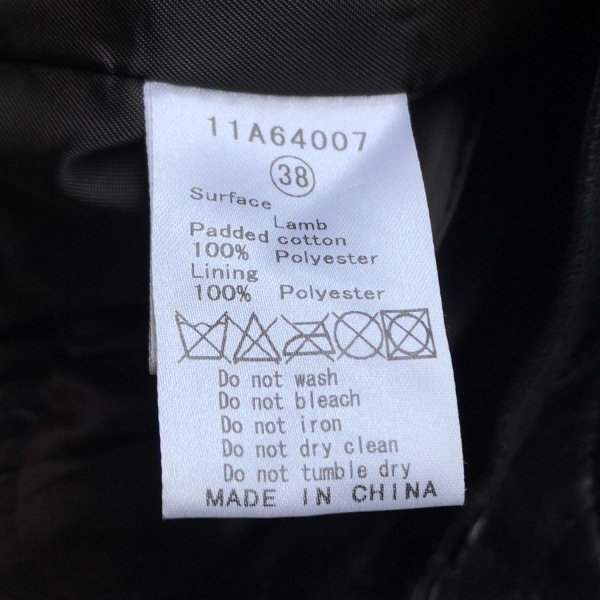 11A64007
38
Surface
Lamb
Padded cotton
100% Polyester
Lining
100% Polyester
Do not wash
Do not bleach
Do not iron
Do not dry clean
Do not tumble dry
MADE IN CHINA